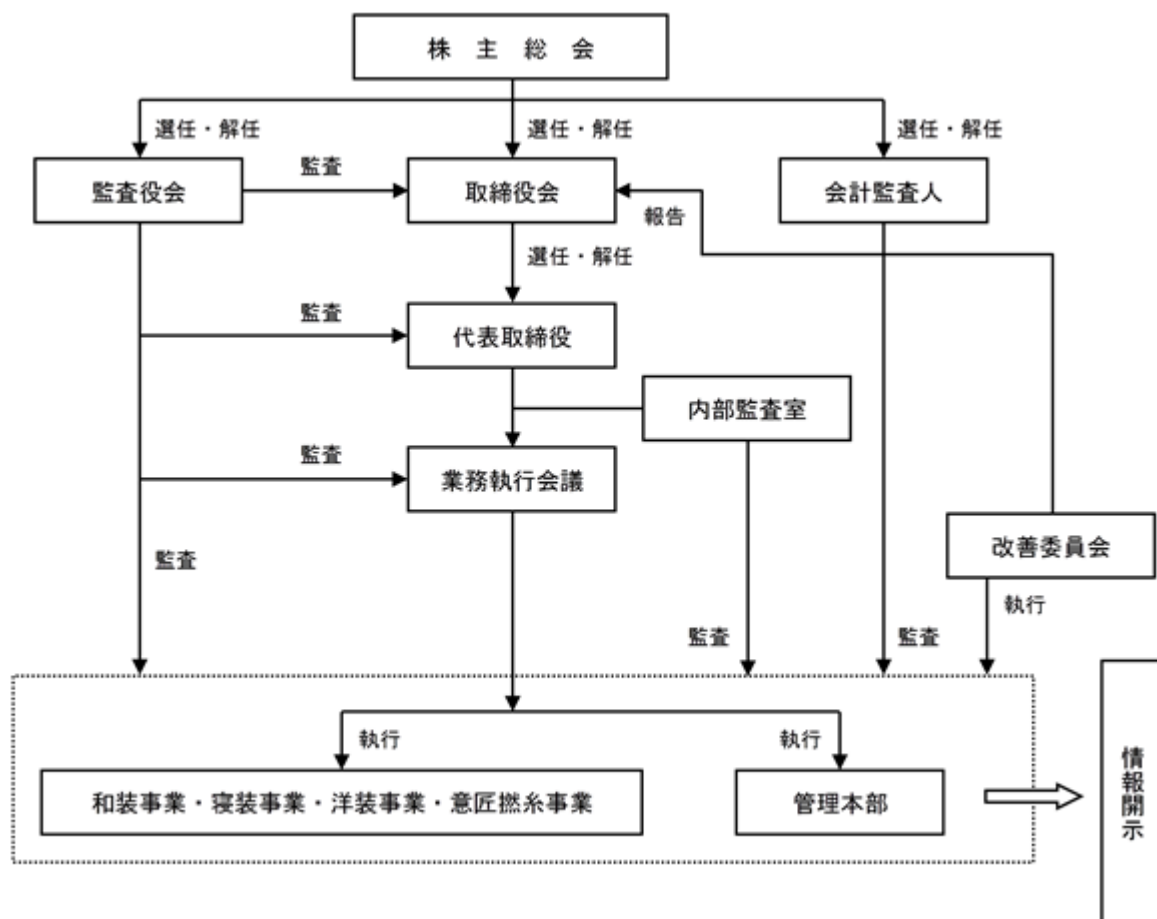 株 主 総 会
選任・解任
選任・解任
選任・解任
監査役会
監査
取締役会
会計監査人
報告
選任・解任
監査
代表取締役
内部監査室
監査
業務執行会議
改善委員会
監査
執行
監査
監査
執行
執行
和装事業・寝装事業・洋装事業・意匠撚糸事業
管理本部
情報開示